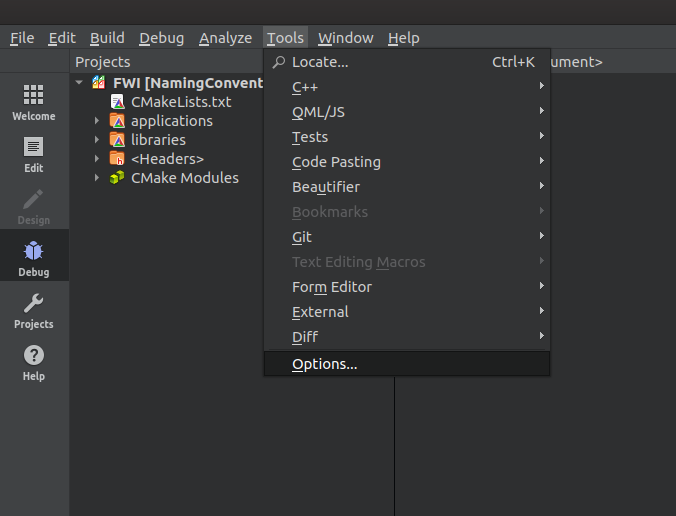 File Edit Build Debug Analyze Tools Window Help
Projects
FWI [NamingConvent
CMakeLists.txt
applications
libraries
<Headers>
CMake Modules
Welcome
Edit
Design
Debug
Projects
Help
Locate... Ctrl+K
C++
QML/JS
Tests
Code Pasting
Beautifier
Bookmarks
Git
Text Editing Macros
Form Editor
External
Diff
Options...
ument>